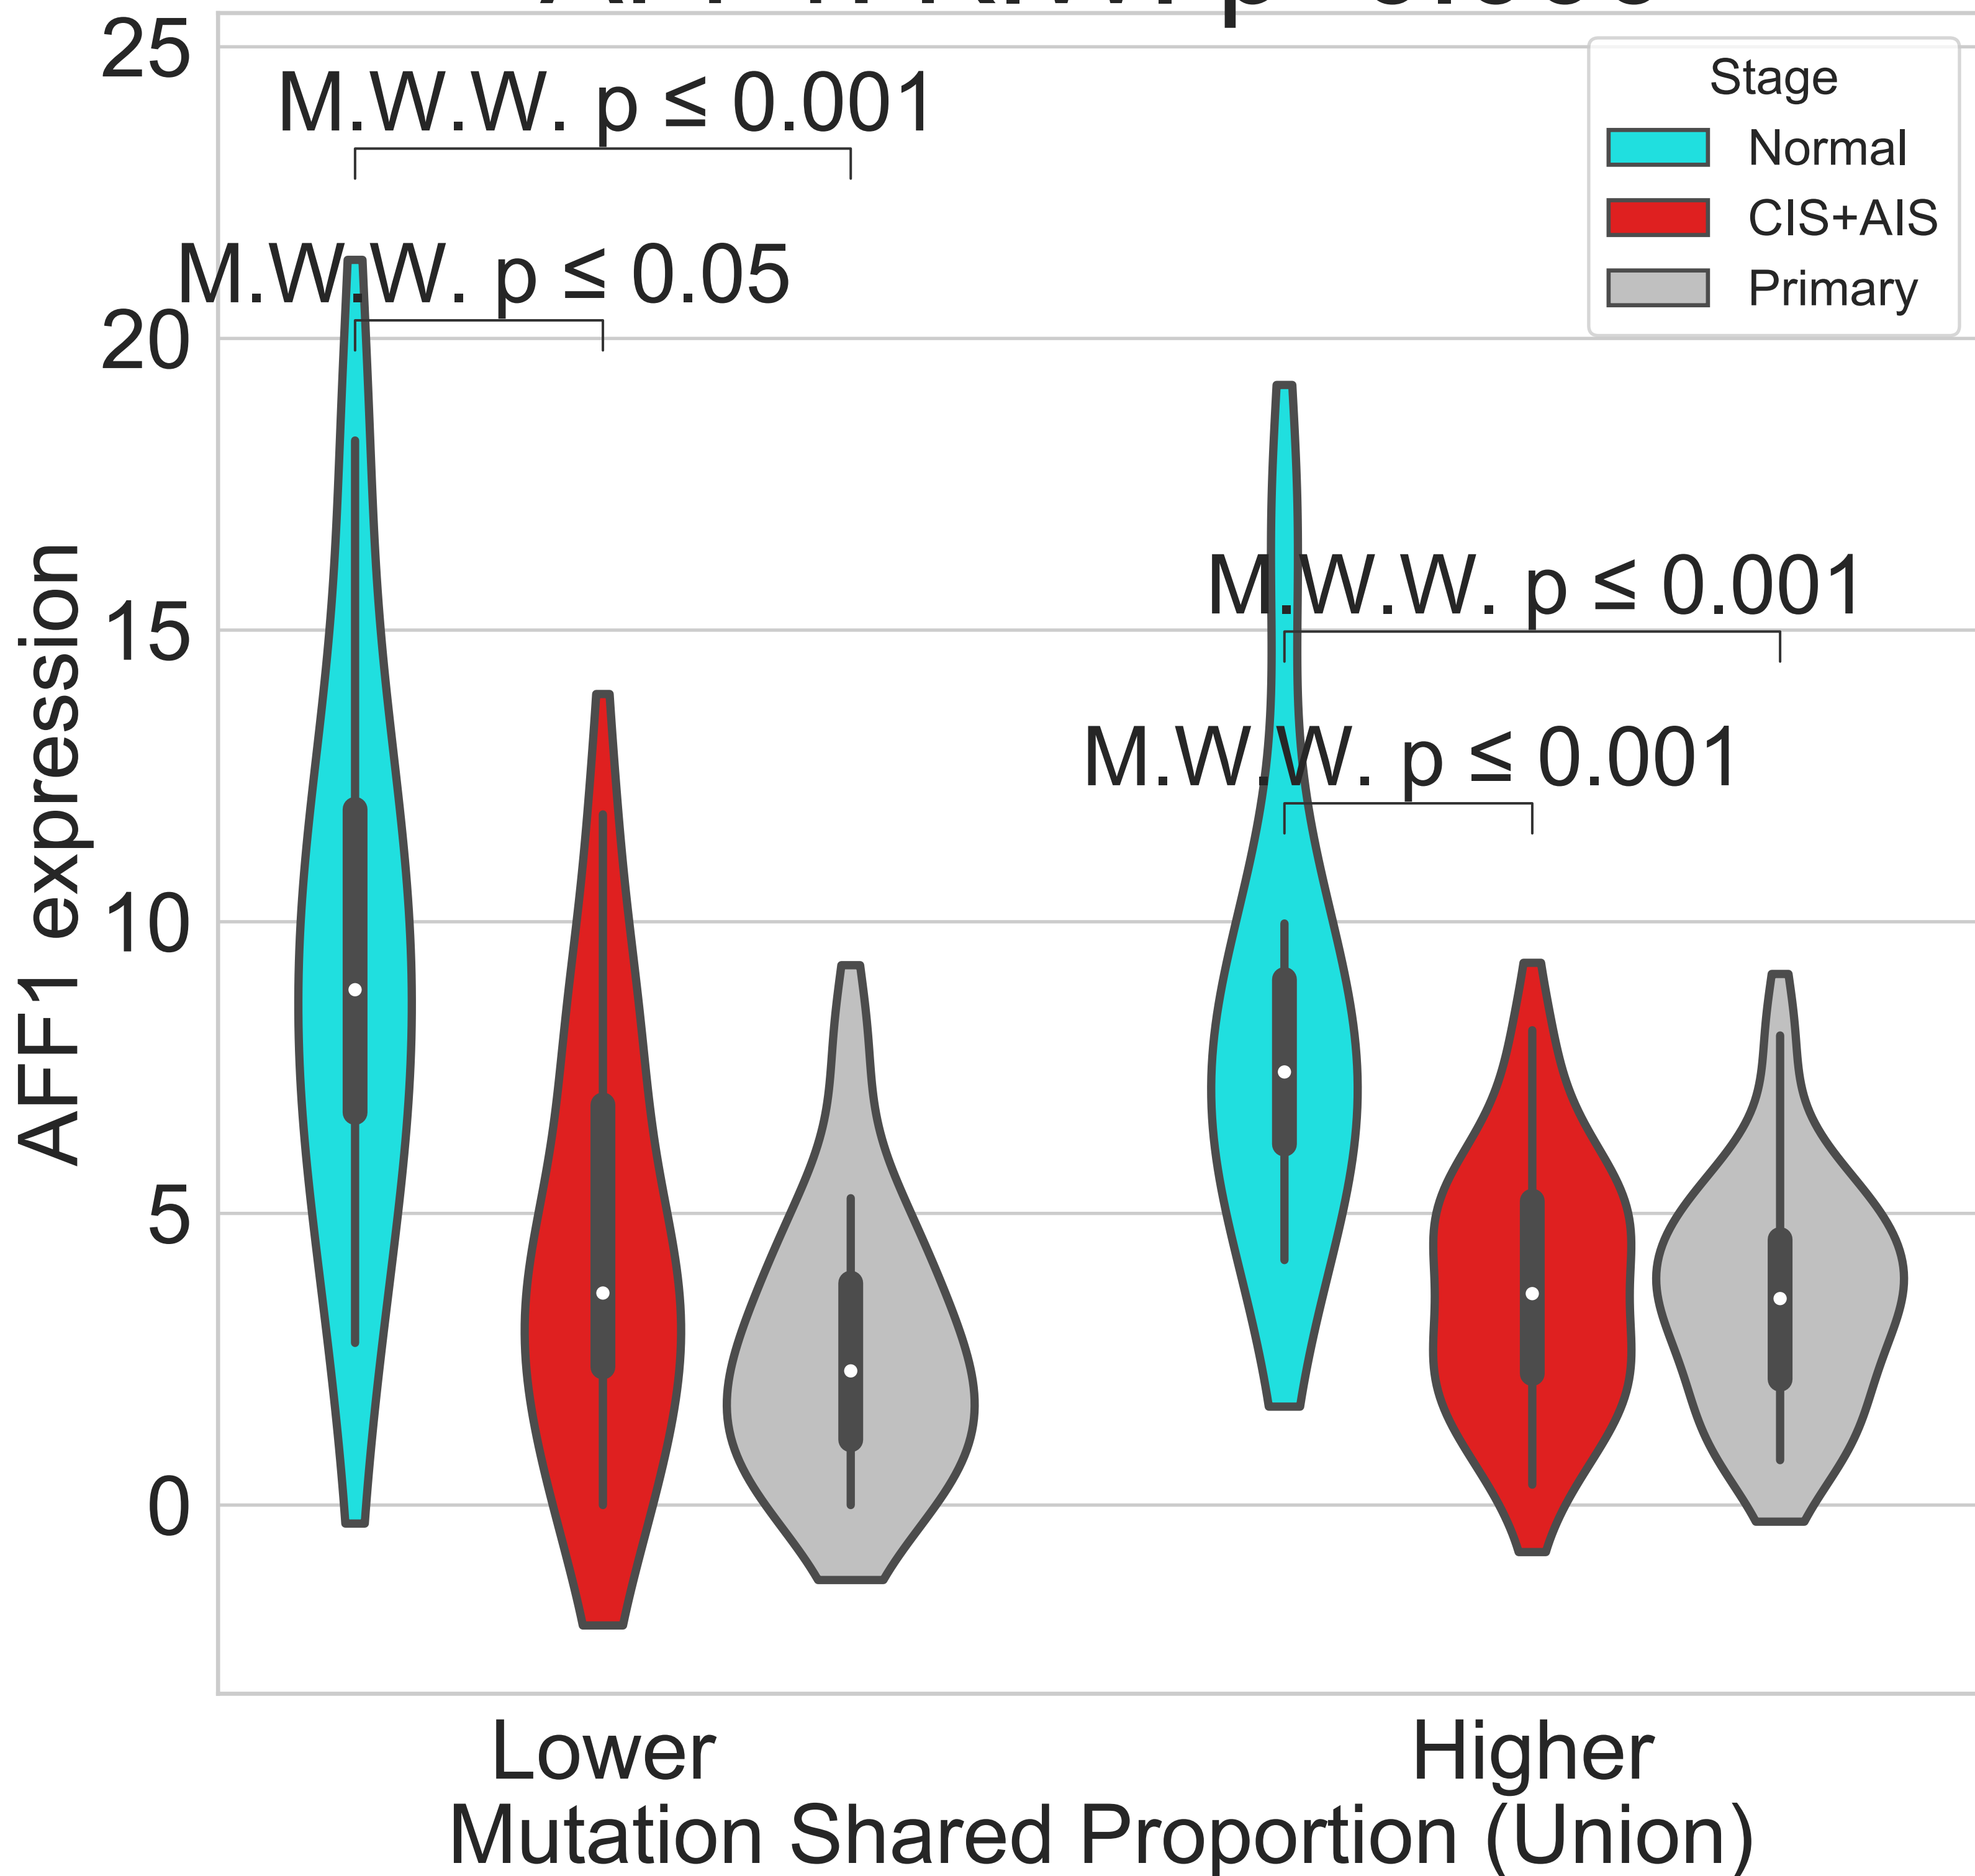 25
M.W.W. p ≤ 0.001
Stage
Normal
CIS+AIS
Primary
M.W.W. p ≤ 0.05
20
M.W.W. p ≤ 0.001
15
M.W.W. p ≤ 0.001
10
5
0
AFF1 expression
Lower
Higher
Mutation Shared Proportion (Union)